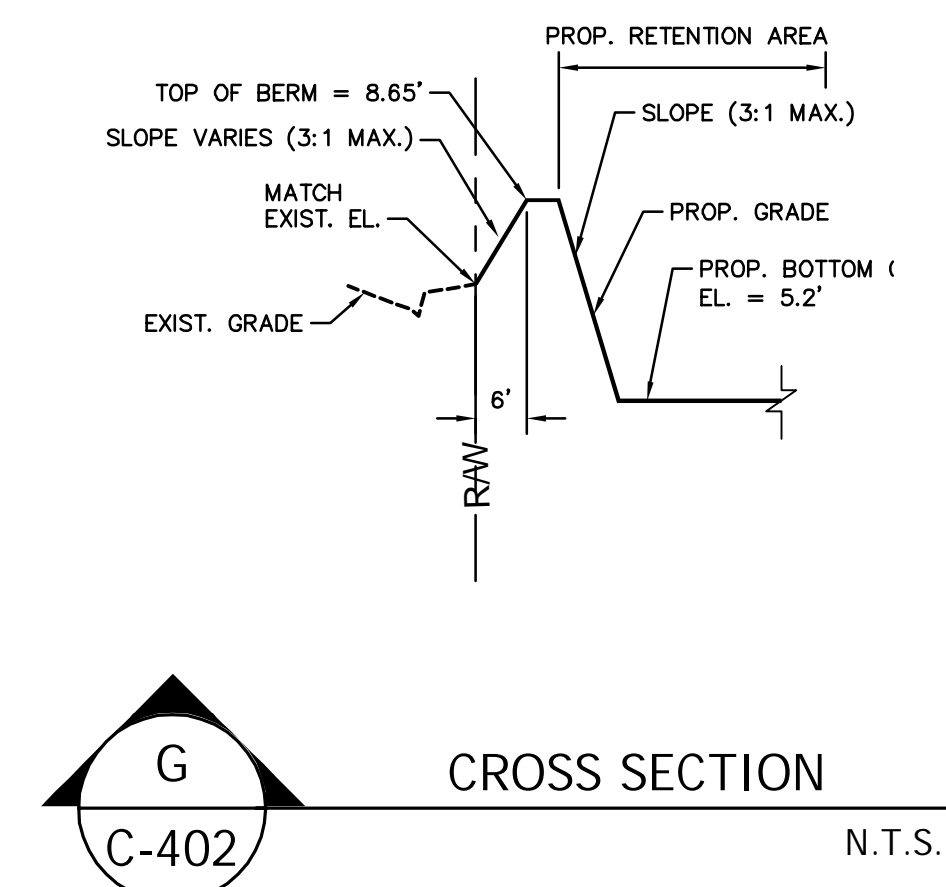 PROP. RETENTION AREA
TOP OF BERM = 8.65'
SLOPE (3:1 MAX.)
SLOPE VARIES (3:1 MAX.)
MATCH
EXIST. EL.
PROP. GRADE
PROP. BOTTOM
EL. = 5.2'
EXIST. GRADE
6'
R/W
G
CROSS SECTION
C-402
N.T.S.